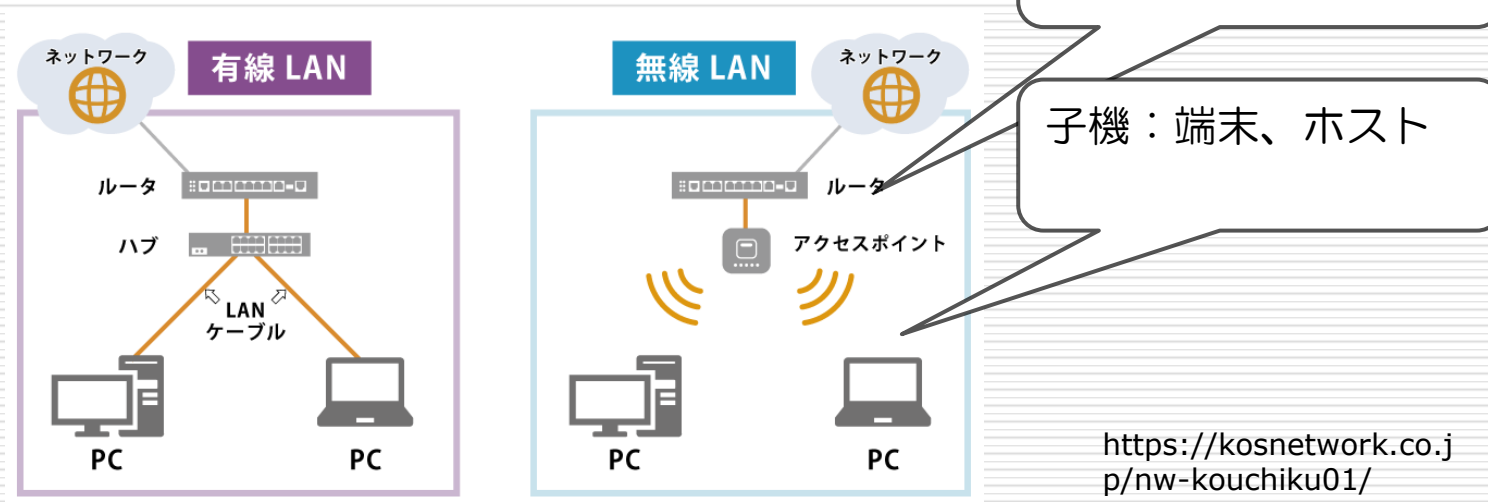 ネットワーク
有線 LAN
ルータ
ハブ
LAN
ケーブル
PC
PC
無線 LAN
ネットワーク
ルータ
アクセスポイント
PC
PC
子機：端末、ホスト
https://kosnetwork.co.j
p/nw-kouchiku01/